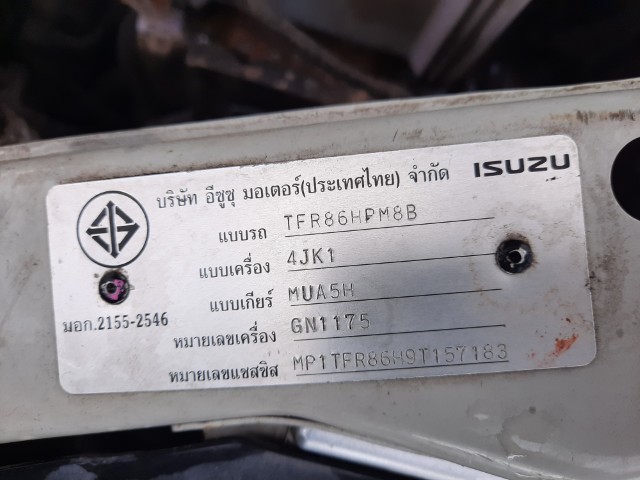 บริษัท อีซูซุ มอเตอร์(ประเทศไทย) จำกัด ISUZU
แบบรถ TFR86HPM8B
แบบเครื่อง 4JK1
แบบเกียร์ MUA5H
มอก.2155-2546
หมายเลขเครื่อง GN1175
หมายเลขแชสซิส MP1TFR86H9T157183